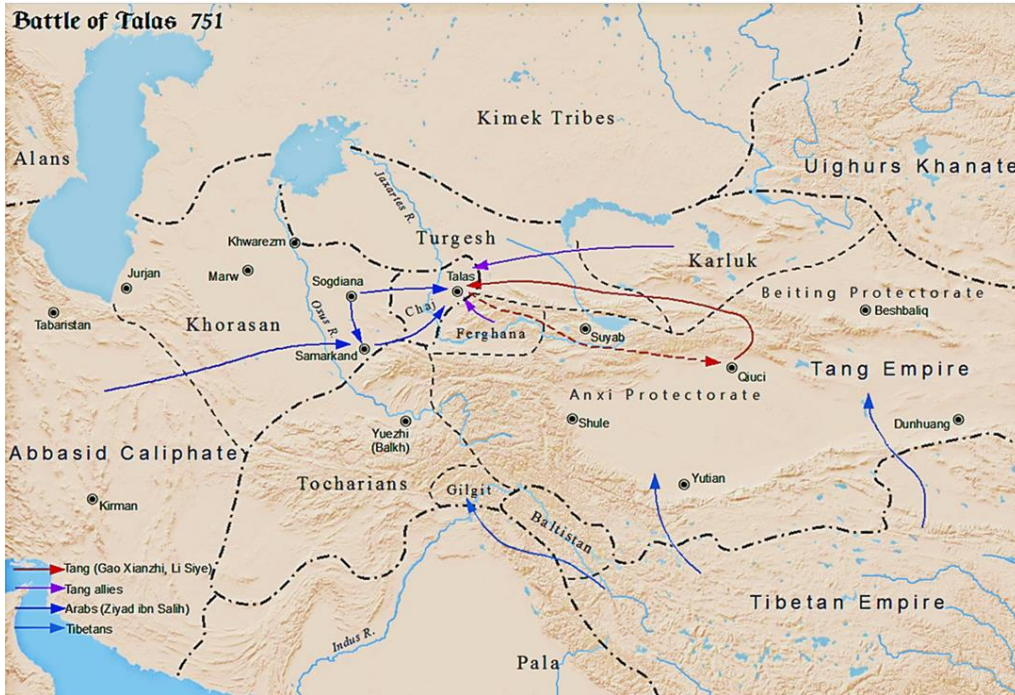 Battle of Talas 751
Kimek Tribes
Alans
Uighurs Khanate
Jaxartes R.
Turgesh
Khwarezm
Karluk
Marw
Jurjan
Sogdiana
Talas
Beiting Protectorate
Beshbaliq
Tabaristan
Khorasan
Oxus R.
Chaj
Ferghana
Suyab
Samarkand
Qiuci
Tang Empire
Anxi Protectorate
Yuezhi
(Balkh)
Shule
Dunhuang
Abbasid Caliphate
Tocharians
Gilgit
Yutian
Kirman
Baltistan
Tang (Gao Xianzhi, Li Siye)
Tang allies
Arabs (Ziyad ibn Salih)
Tibetans
Tibetan Empire
Indus R.
Pala